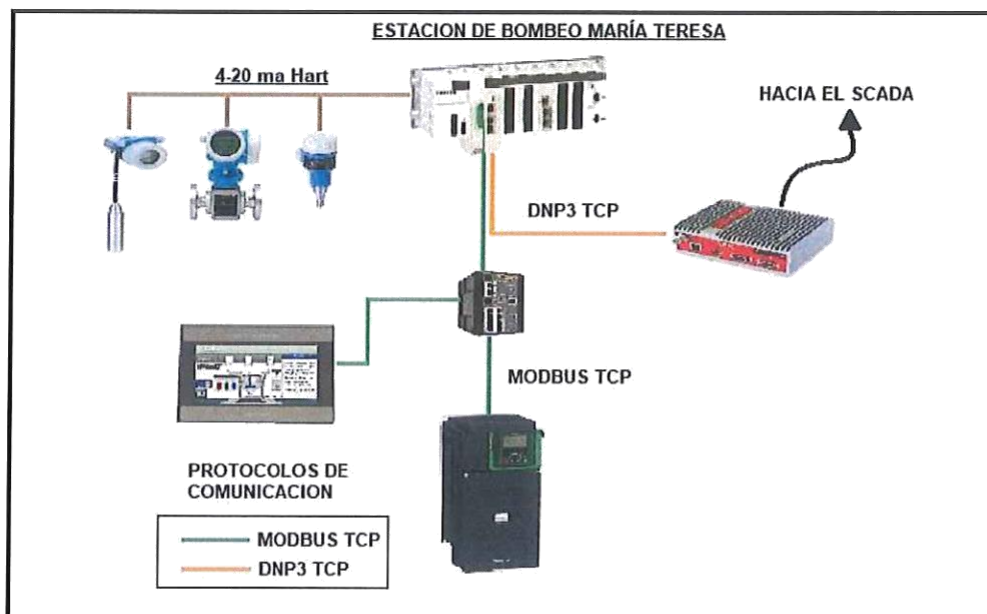 ESTACION DE BOMBEO MARÍA TERESA
4-20 ma Hart
HACIA EL SCADA
DNP3 TCP
MODBUS TCP
PROTOCOLOS DE
COMUNICACION
MODBUS TCP
DNP3 TCP